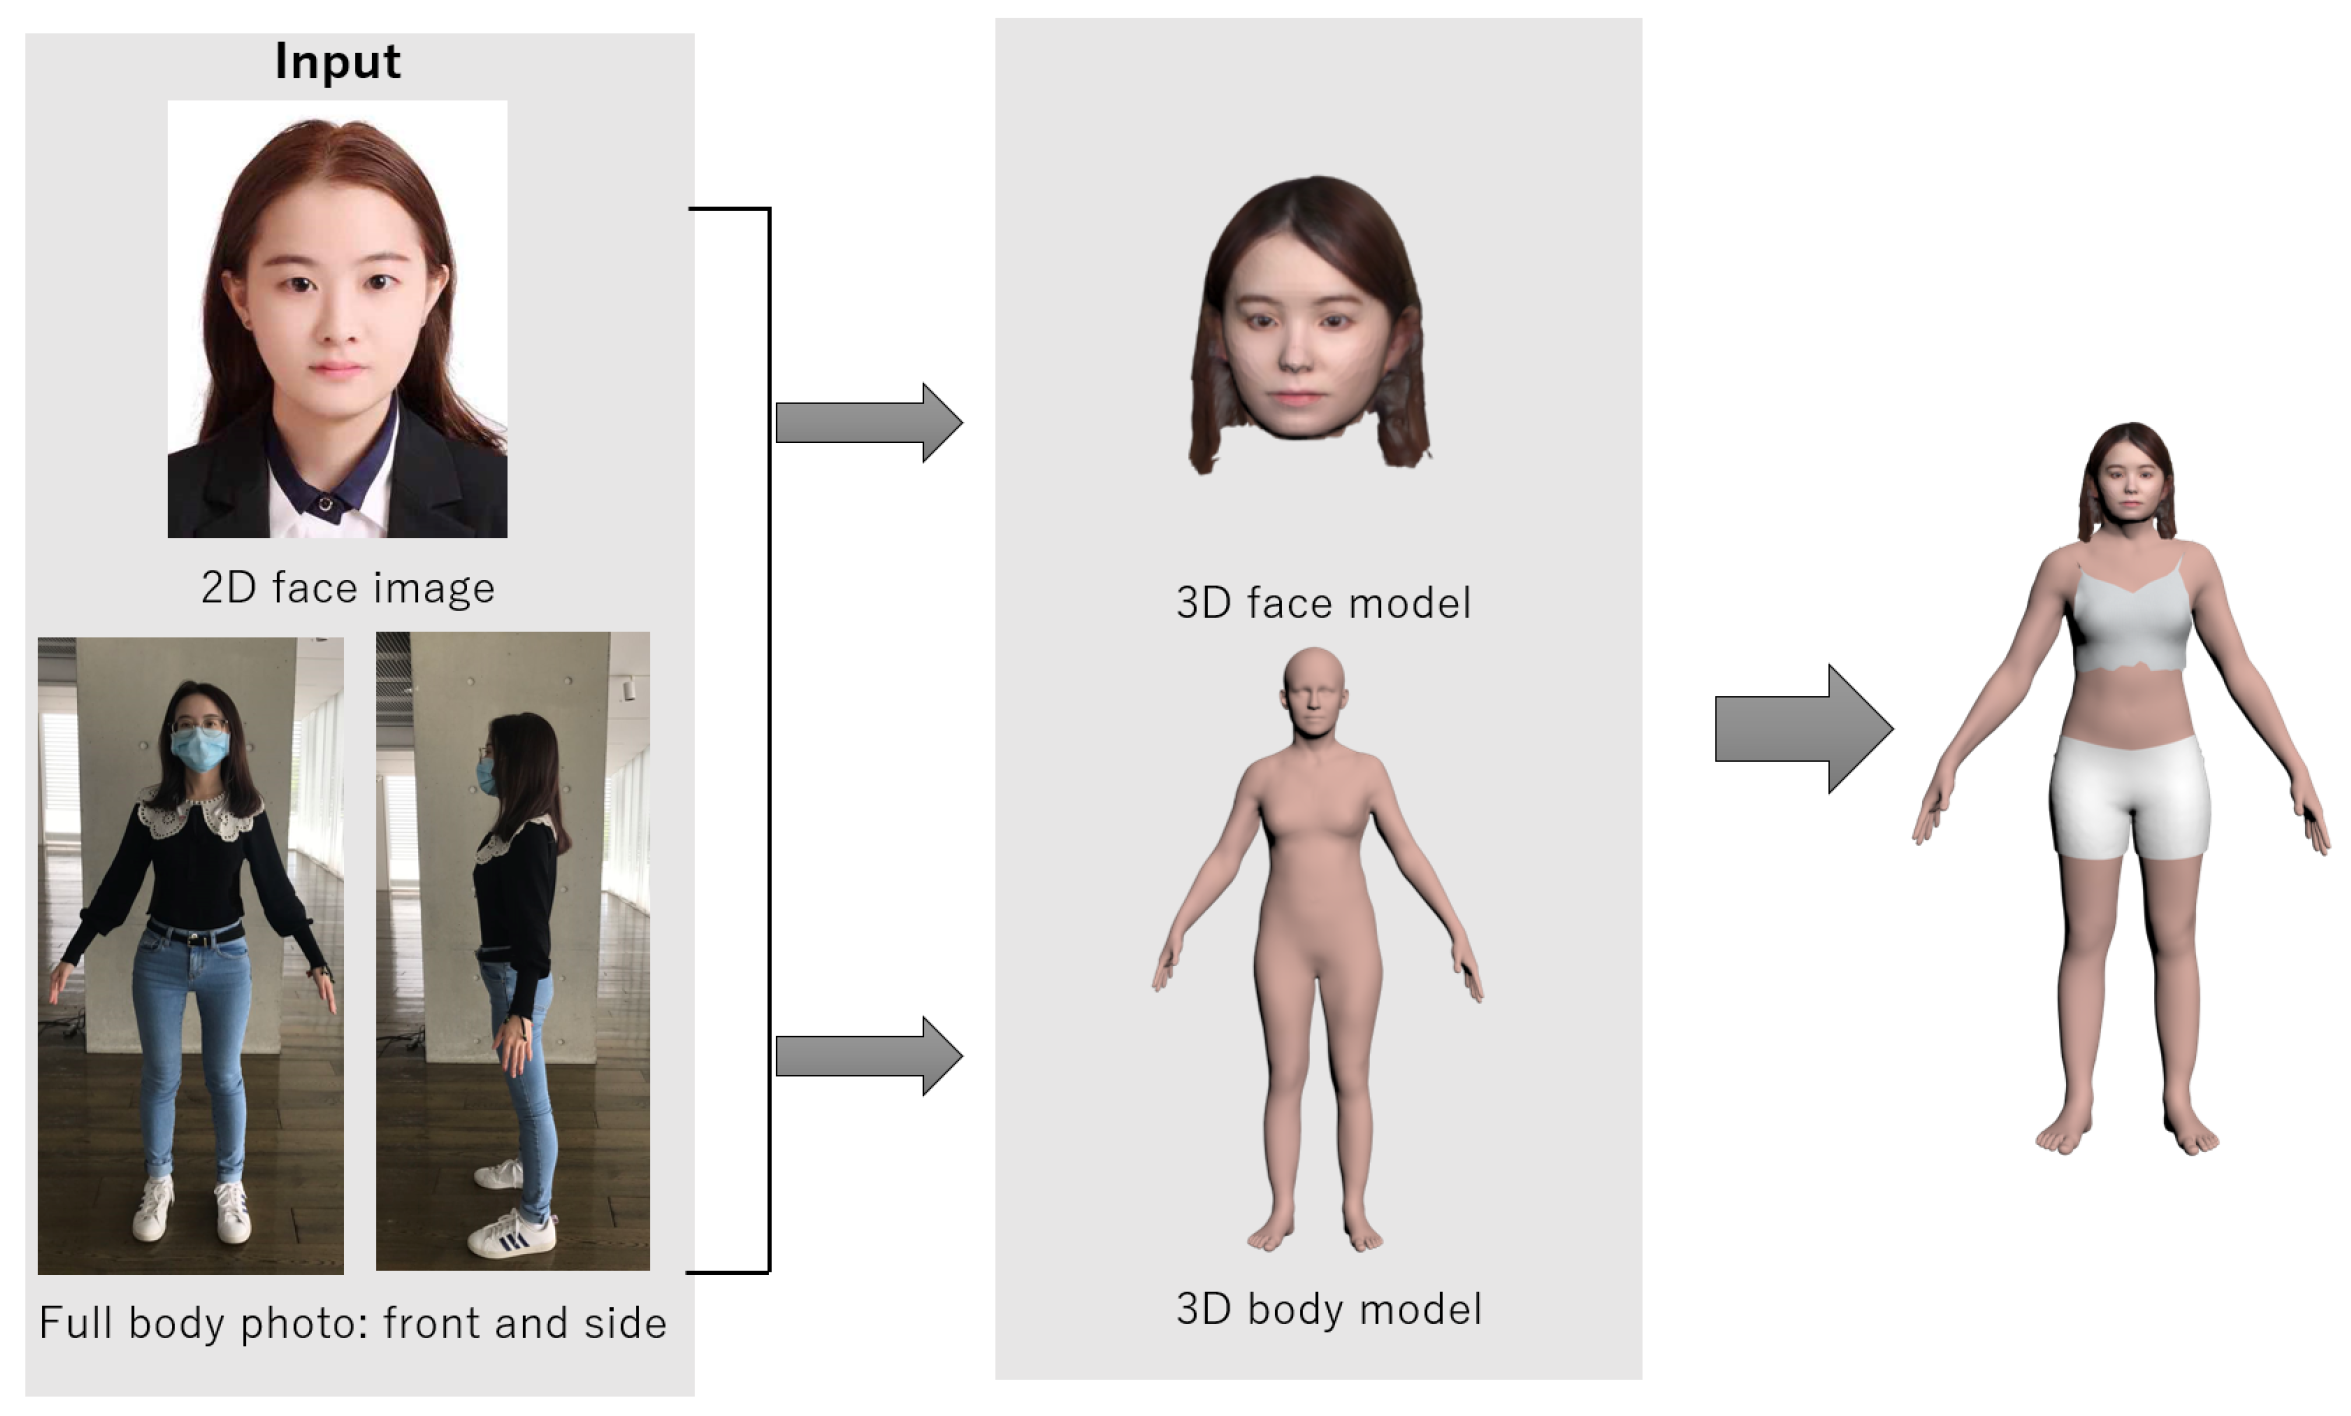 Input
2D face image
Full body photo: front and side
3D face model
3D body model